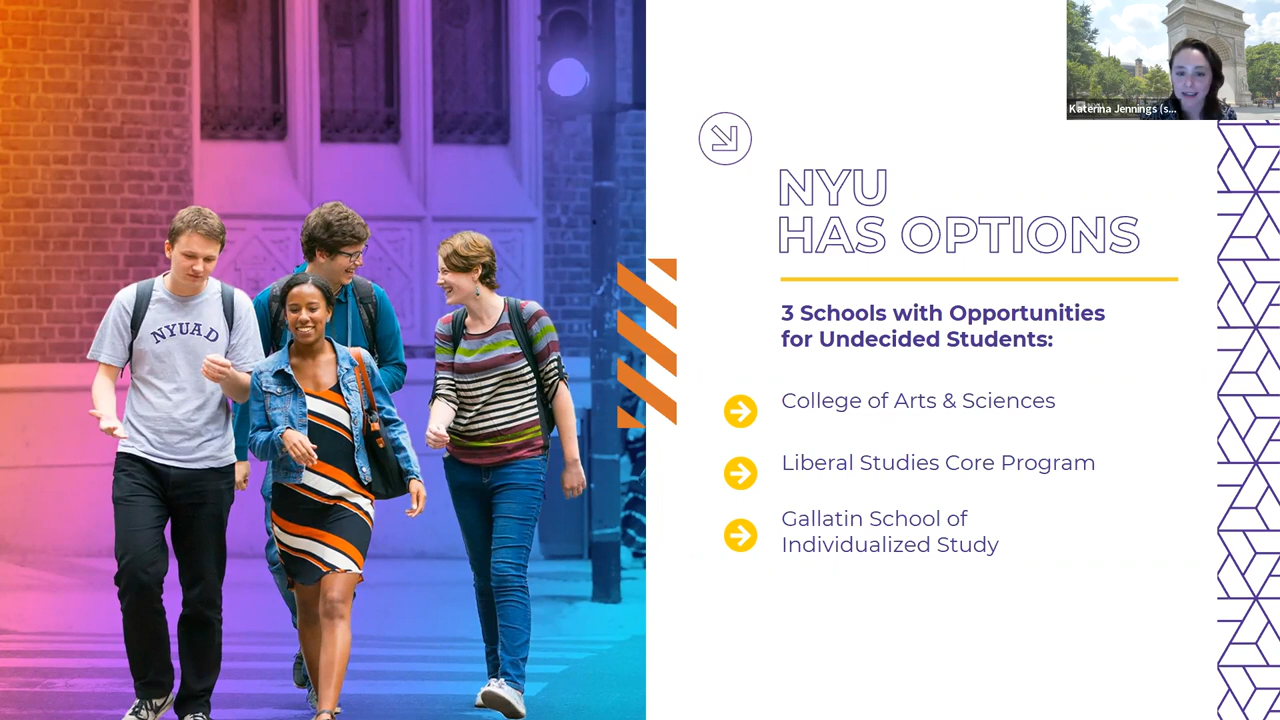 Katerina Jennings (s...
NYU
HAS OPTIONS
3 Schools with Opportunities
for Undecided Students:
College of Arts & Sciences
Liberal Studies Core Program
Gallatin School of
Individualized Study
NYUAD